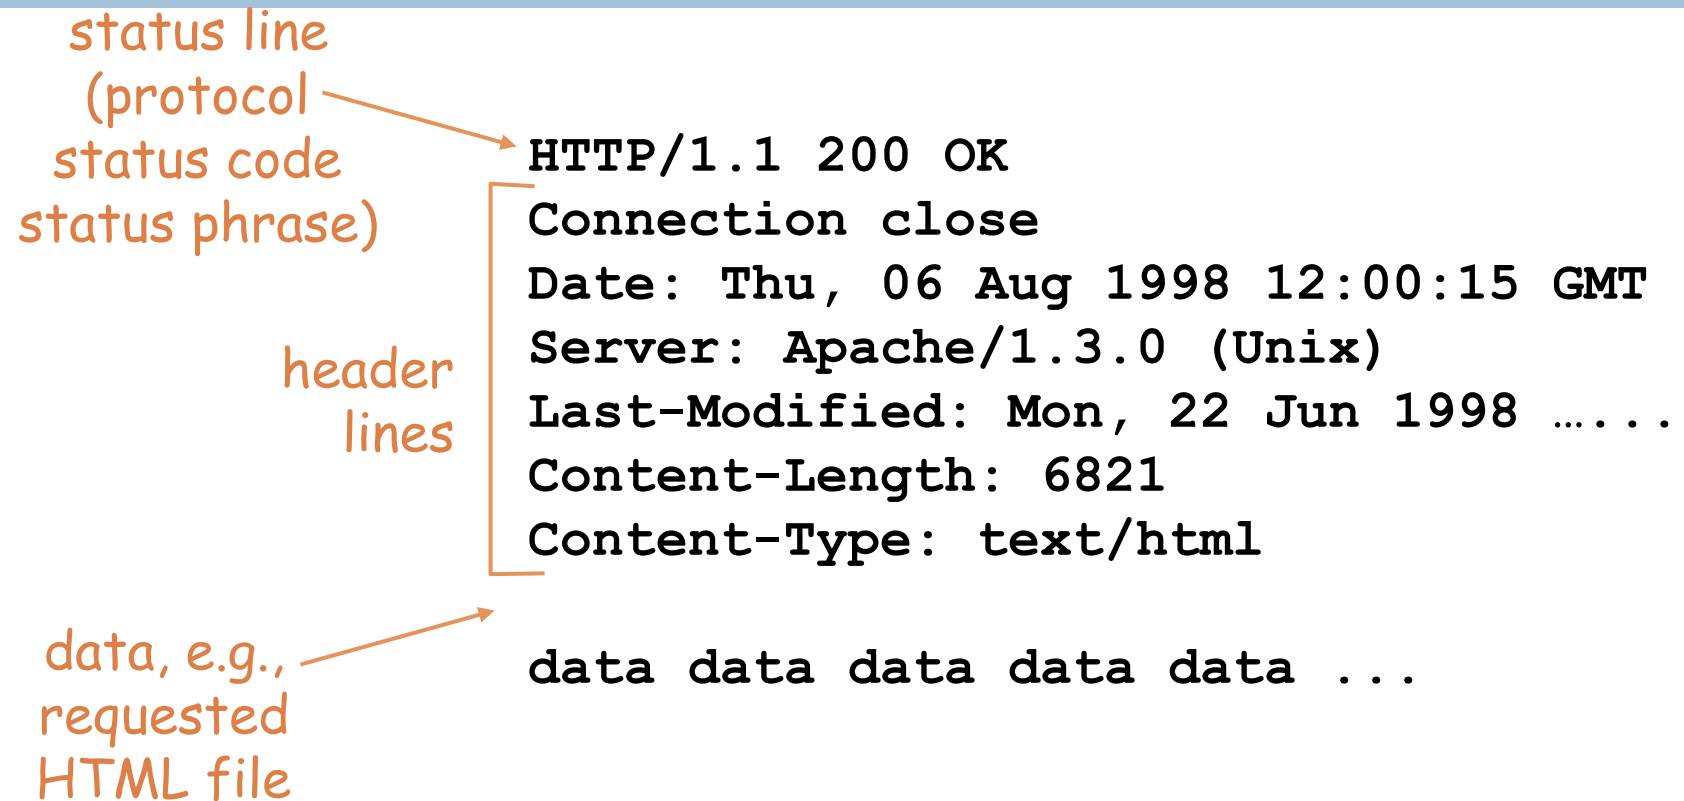 status line
(protocol
status code
status phrase)
HTTP/1.1 200 OK
Connection close
Date: Thu, 06 Aug 1998 12:00:15 GMT
Server: Apache/1.3.0 (Unix)
Last-Modified: Mon, 22 Jun 1998 …...
Content-Length: 6821
Content-Type: text/html
header
lines
data, e.g.,
requested
HTML file
data data data data data ...